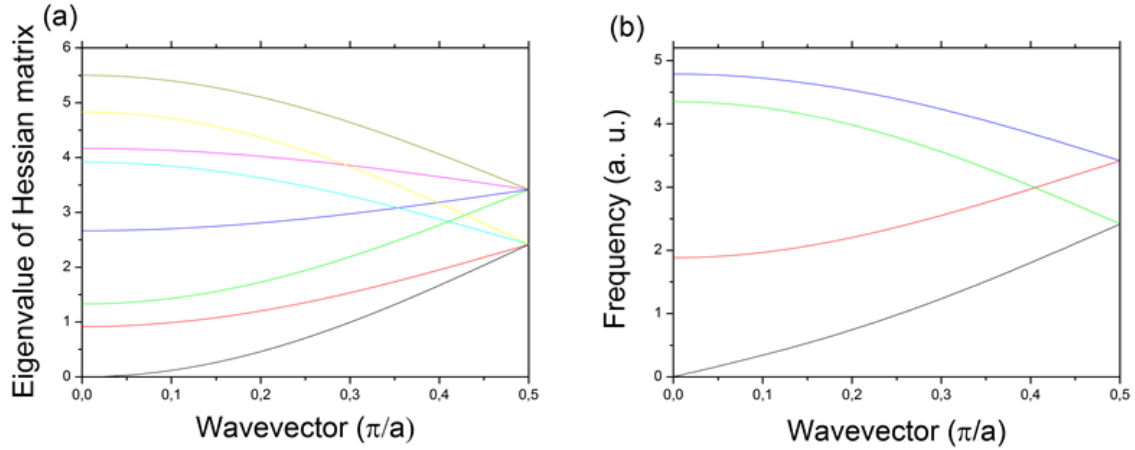 (a)
Eigenvalue of Hessian matrix
6
5
4
3
2
1
0
0,0 0,1 0,2 0,3 0,4 0,5
Wavevector (π/a)
(b)
Frequency (a. u.)
5
4
3
2
1
0
0,0 0,1 0,2 0,3 0,4 0,5
Wavevector (π/a)